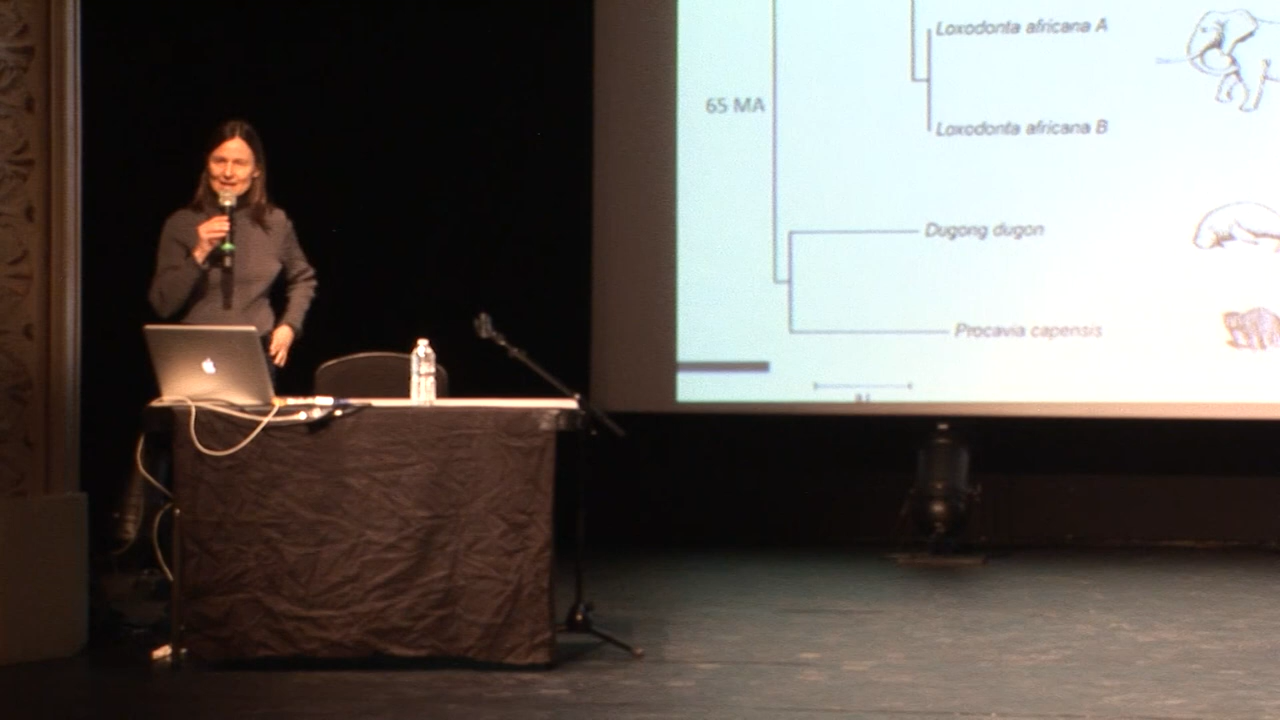 Loxodonta africana A
65 MA
Loxodonta africana B
Dugong dugon
Procavia capensis